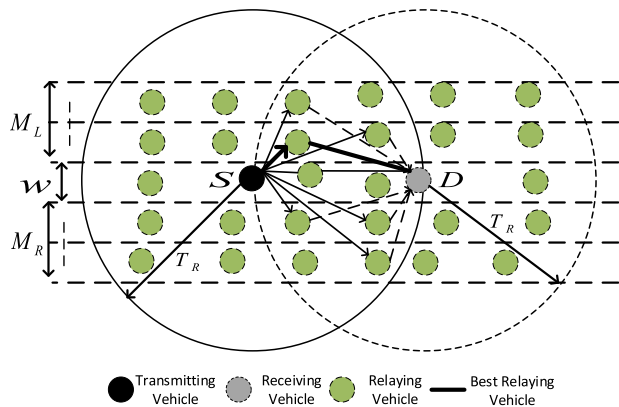 M_L
S
D
w
M_R
T_R
T_R
Transmitting Vehicle
Receiving Vehicle
Relaying Vehicle
Best Relaying Vehicle